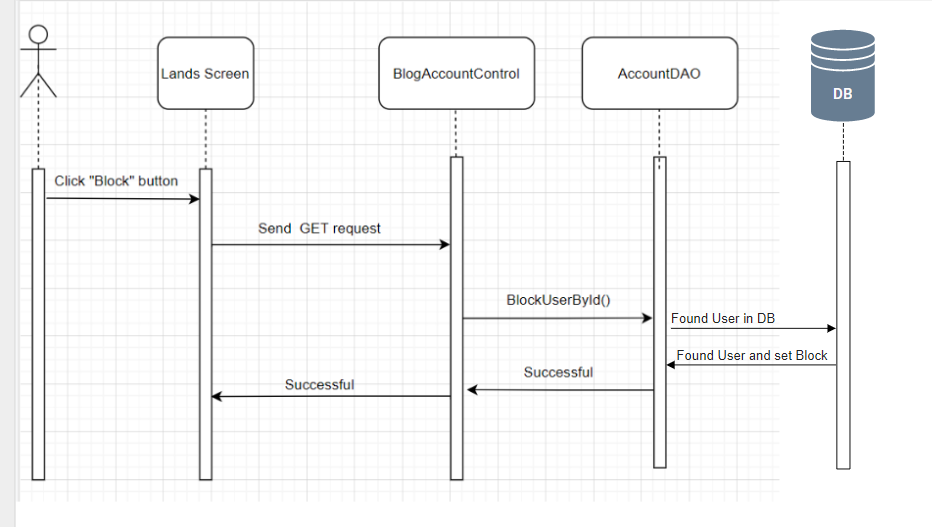 Lands Screen
BlogAccountControl
AccountDAO
DB
Click "Block" button
Send  GET request
BlockUserById()
Found User in DB
Found User and set Block
Successful
Successful